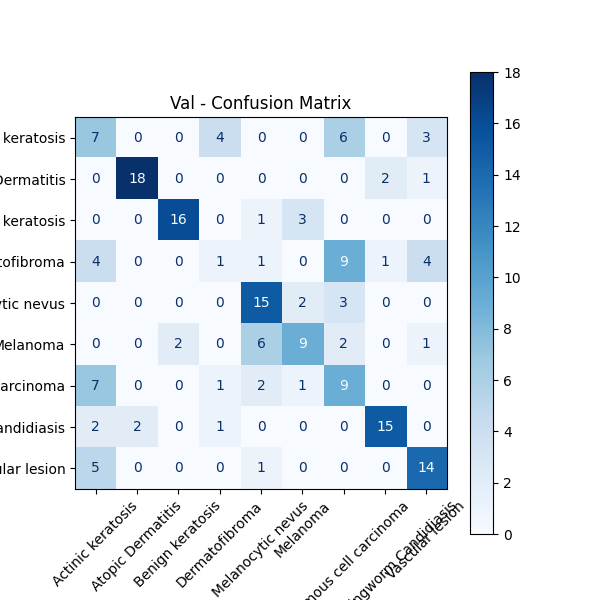 Val - Confusion Matrix
keratosis 7 0 0 4 0 0 6 0 3
Dermatitis 0 18 0 0 0 0 0 2 1
keratosis 0 0 16 0 1 3 0 0 0
tofibroma 4 0 0 1 1 0 9 1 4
ytic nevus 0 0 0 0 15 2 3 0 0
Melanoma 0 0 2 0 6 9 2 0 1
arcinoma 7 0 0 1 2 1 9 0 0
andidiasis 2 2 0 1 0 0 0 15 0
ular lesion 5 0 0 0 1 0 0 0 14
Actinic keratosis
Atopic Dermatitis
Benign keratosis
Dermatofibroma
Melanocytic nevus
Melanoma
mous cell carcinoma
ngworm Candidiasis
Vascular lesion
18
16
14
12
10
8
6
4
2
0